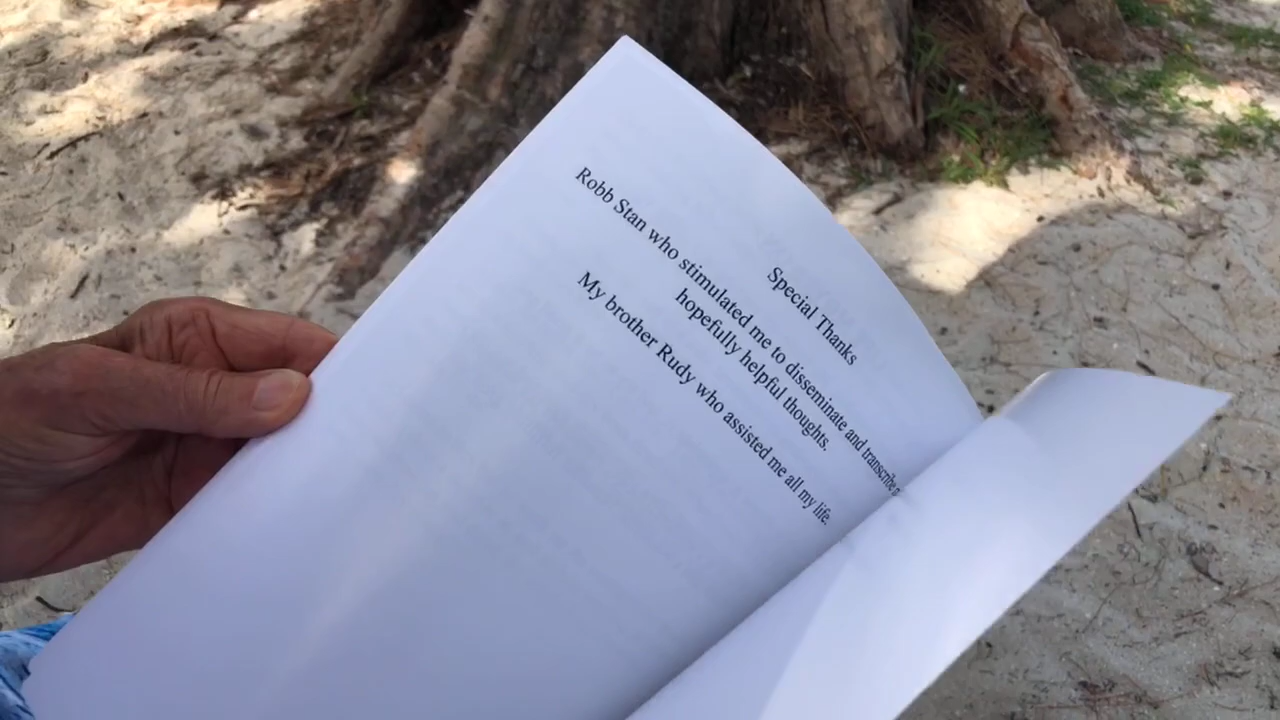 Special Thanks
Robb Stan who stimulated me to disseminate and transcribe
hopefully helpful thoughts.
My brother Rudy who assisted me all my life.